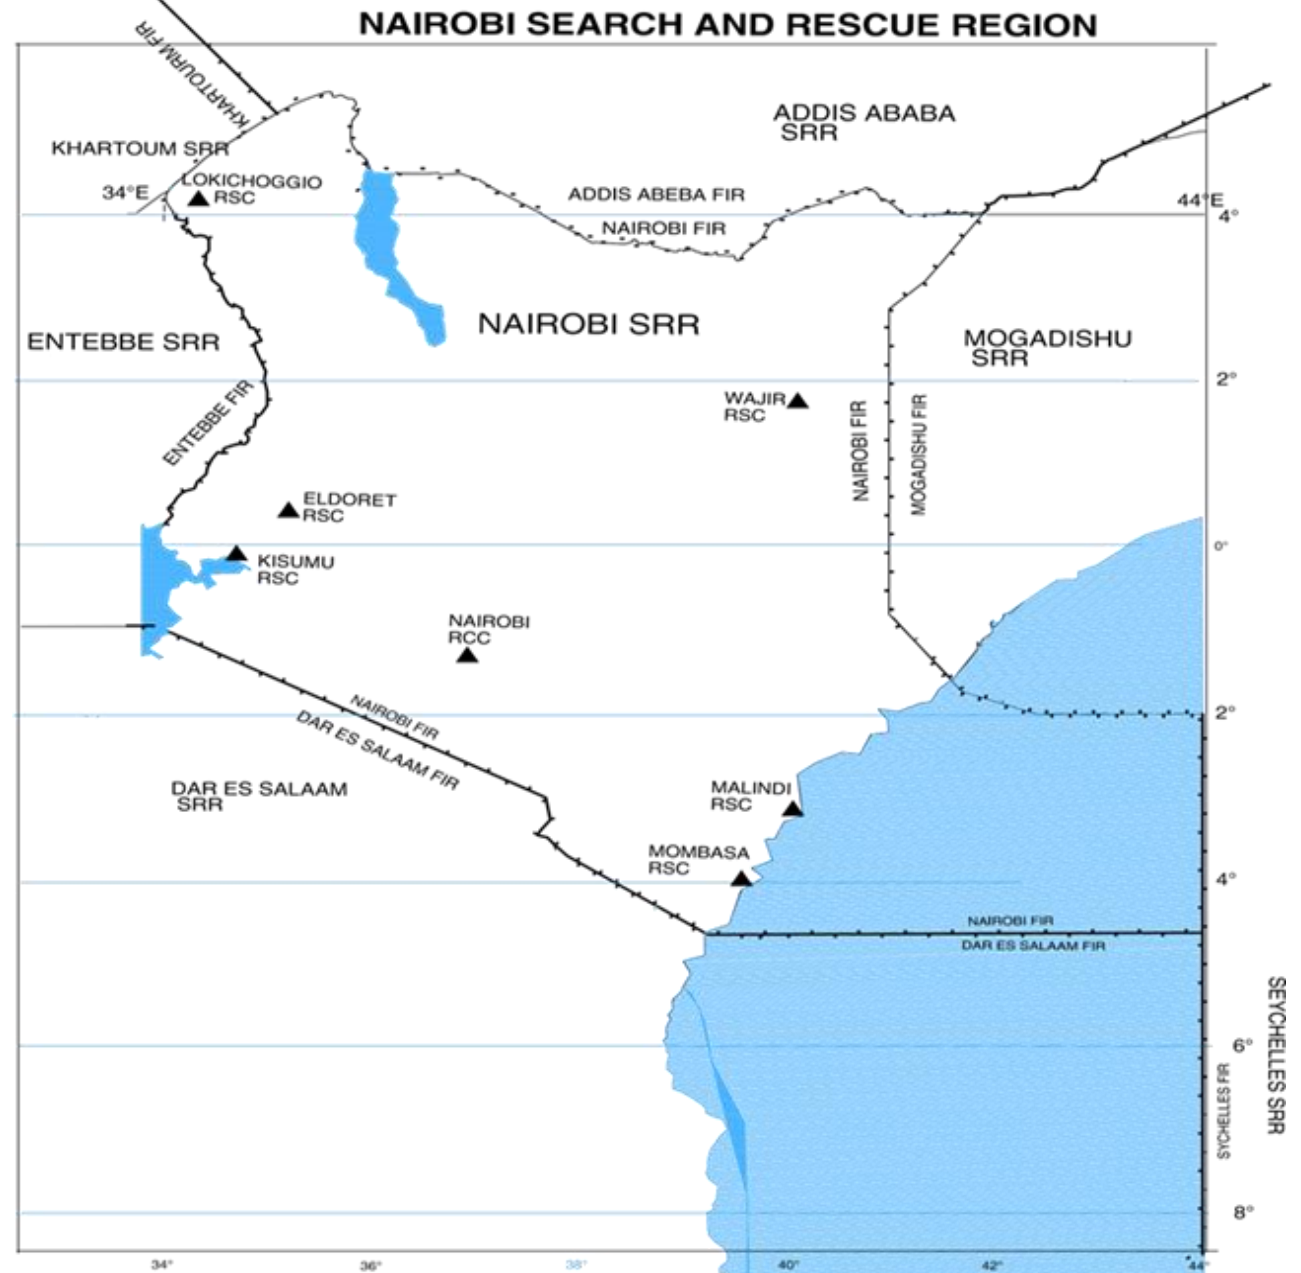 NAIROBI SEARCH AND RESCUE REGION
KHARTOURM FIR
KHARTOUM SRR
ADDIS ABABA
SRR
34°E
LOKICHOGGIO
RSC
ADDIS ABEBA FIR
NAIROBI FIR
44°E
4°
ENTEBBE SRR
NAIROBI SRR
MOGADISHU
SRR
2°
ENTEBBE FIR
WAJIR
RSC
NAIROBI FIR
MOGADISHU FIR
ELDORET
RSC
KISUMU
RSC
0°
NAIROBI
RCC
NAIROBI FIR
DAR ES SALAAM FIR
2°
DAR ES SALAAM
SRR
MALINDI
RSC
MOMBASA
RSC
4°
NAIROBI FIR
DAR ES SALAAM FIR
SEYCHELLES SRR
6°
SYCHELLES FIR
8°
34°
36°
38°
40°
42°
44°